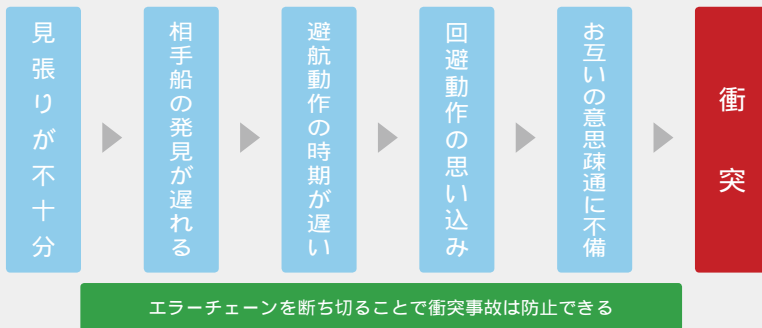 見張りが不十分
相手船の発見が遅れる
避航動作の時期が遅い
回避動作の思い込み
お互いの意思疎通に不備
衝突
エラーチェーンを断ち切ることで衝突事故は防止できる